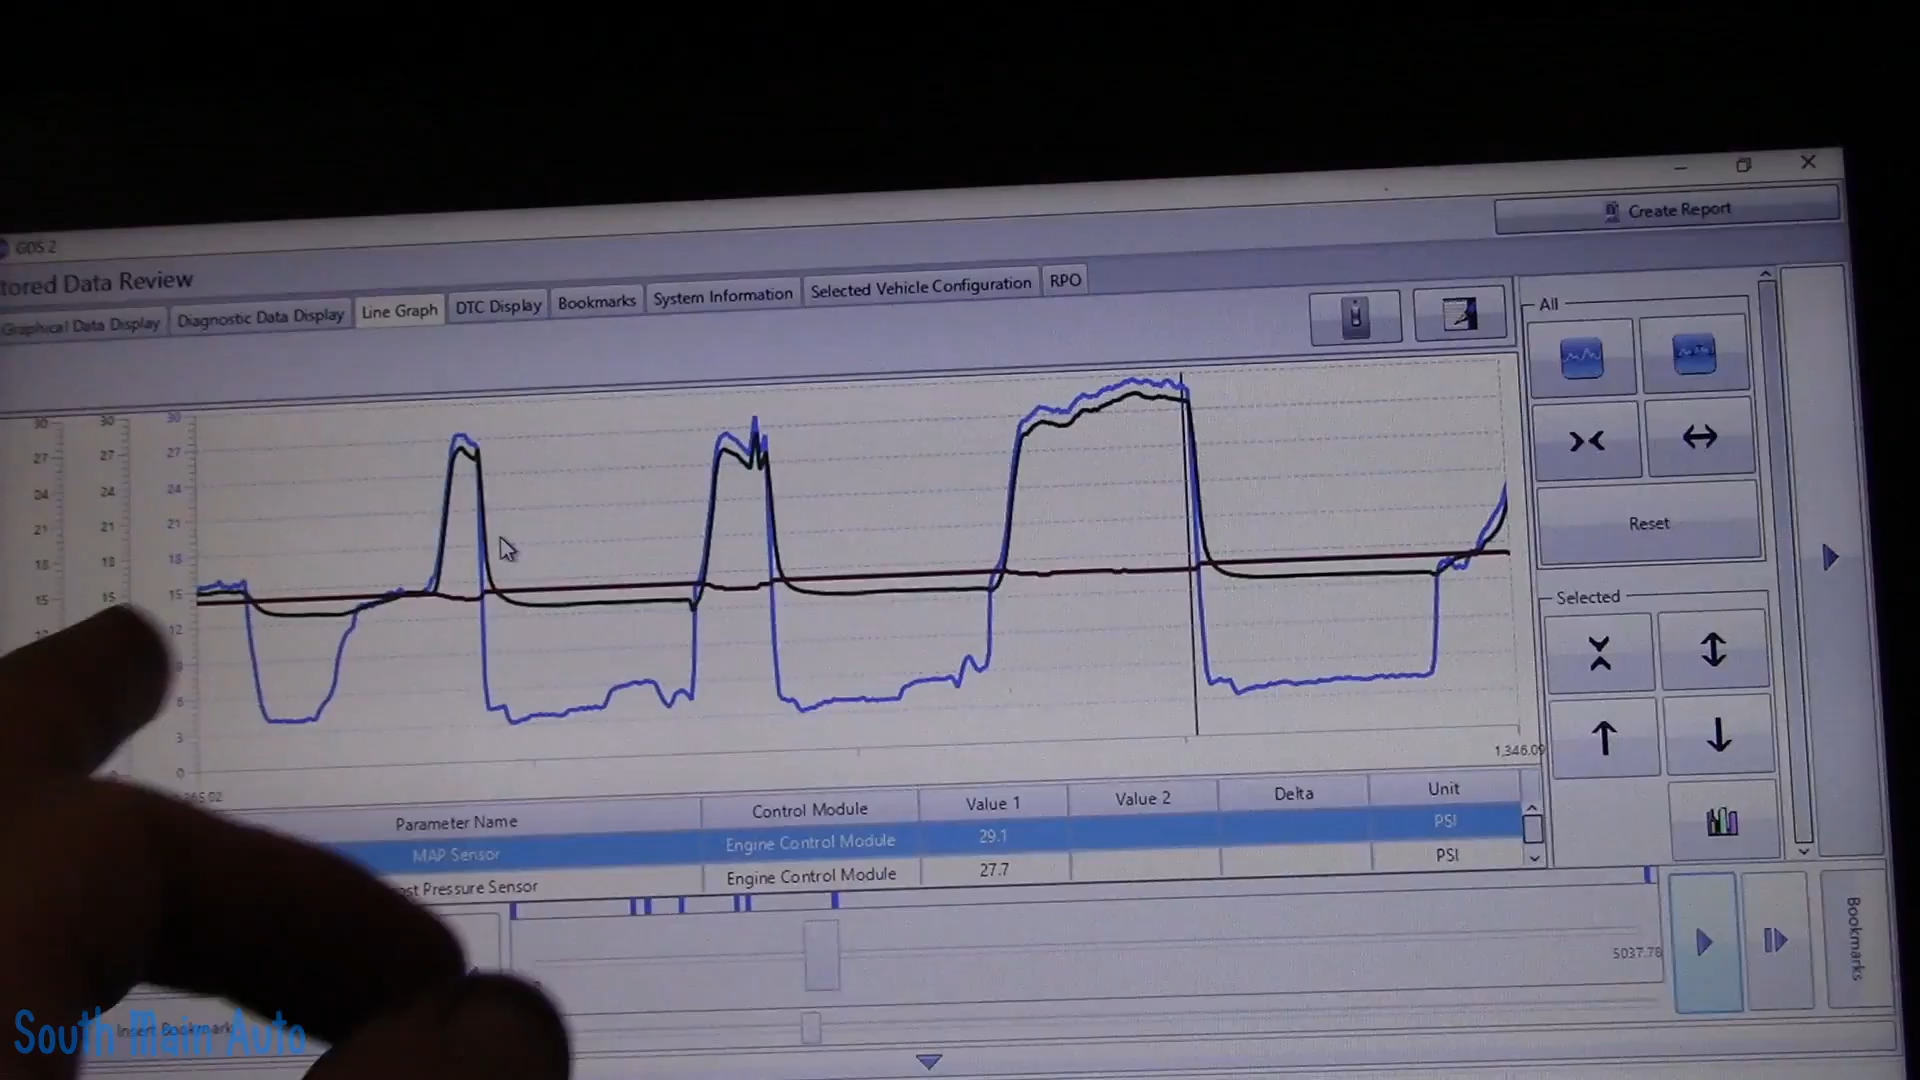 GDS 2
Create Report
tored Data Review
Graphical Data Display Diagnostic Data Display Line Graph DTC Display Bookmarks System Information Selected Vehicle Configuration RPO
All
30 30 30
27 27 27
24 24 24
21 21 21
18 18 18
15 15 15
12 12
9
6
3
0
Reset
Selected
1,346.09
Parameter Name Control Module Value 1 Value 2 Delta Unit
MAP Sensor Engine Control Module 29.1 PSI
st Pressure Sensor Engine Control Module 27.7 PSI
5037.78
Bookmarks
Insert Bookmark
South Main Auto